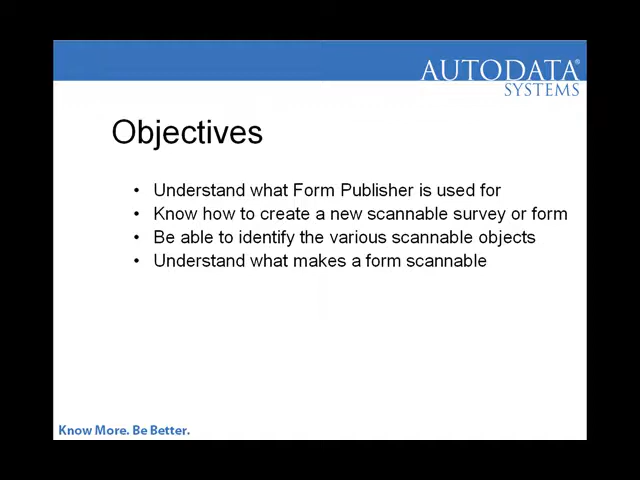 AUTODATA®
SYSTEMS
Objectives
• Understand what Form Publisher is used for
• Know how to create a new scannable survey or form
• Be able to identify the various scannable objects
• Understand what makes a form scannable
Know More. Be Better.